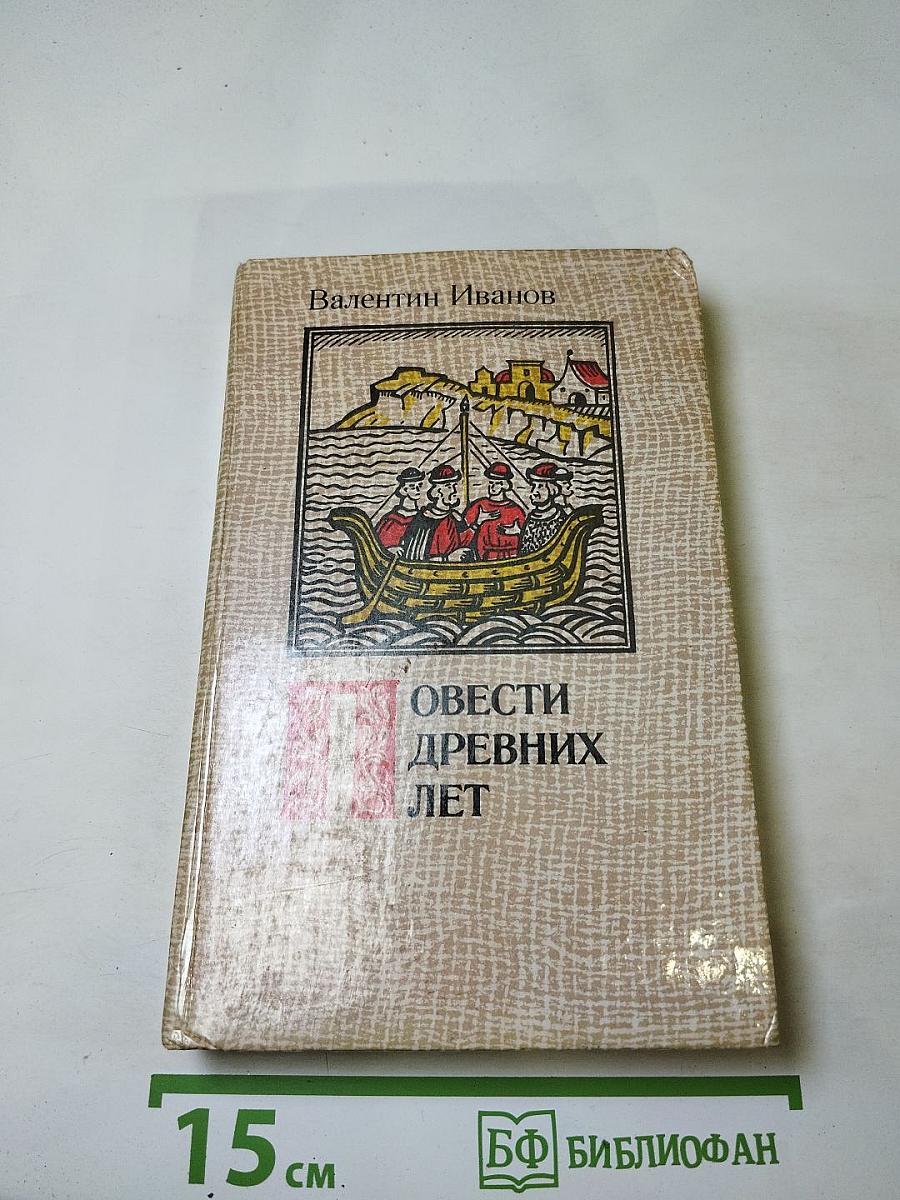 Валентин Иванов
ПОВЕСТИ
ДРЕВНИХ
ЛЕТ
15 см
БФ БИБЛИОФАН